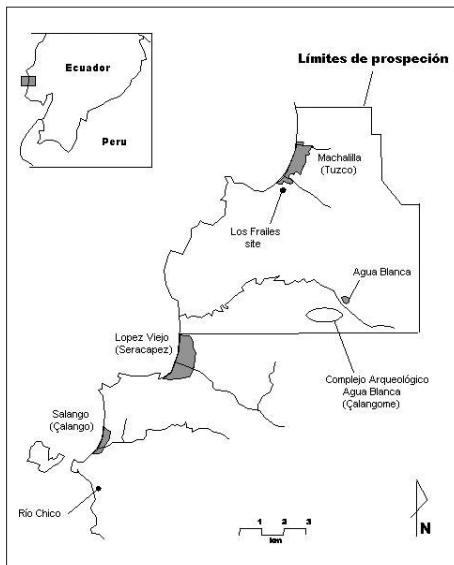 Ecuador
Peru
Límites de prospeción
Machalilla
(Tuzco)
Los Frailes
site
Agua Blanca
Lopez Viejo
(Seracapez)
Complejo Arqueológico
Agua Blanca
(Çalangome)
Salango
(Çalango)
Río Chico
1 2 3
km
N